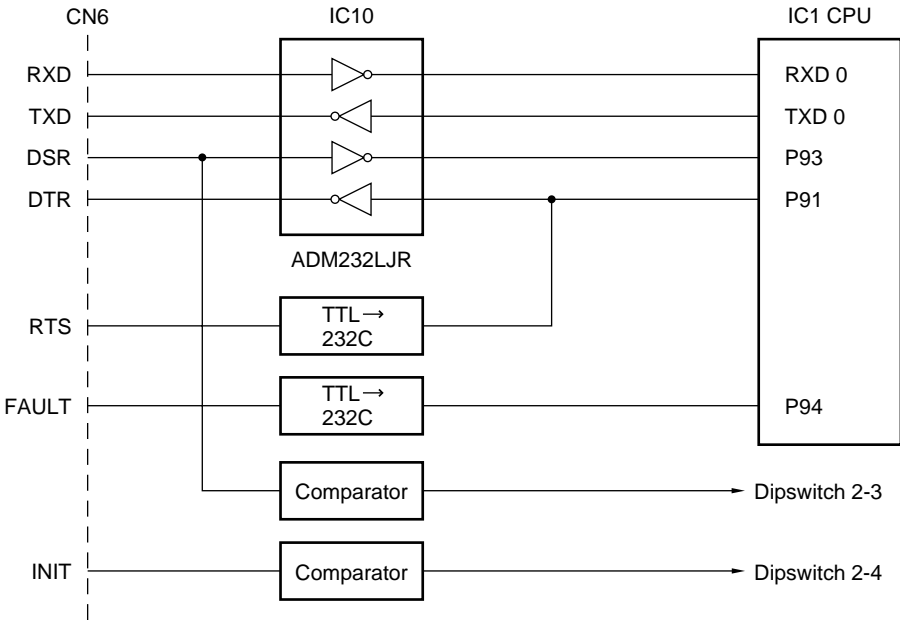 CN6 IC10 IC1 CPU
RXD RXD 0
TXD TXD 0
DSR P93
DTR P91
ADM232LJR
RTS TTL→
232C
FAULT TTL→ P94
232C
Comparator Dipswitch 2-3
INIT Comparator Dipswitch 2-4